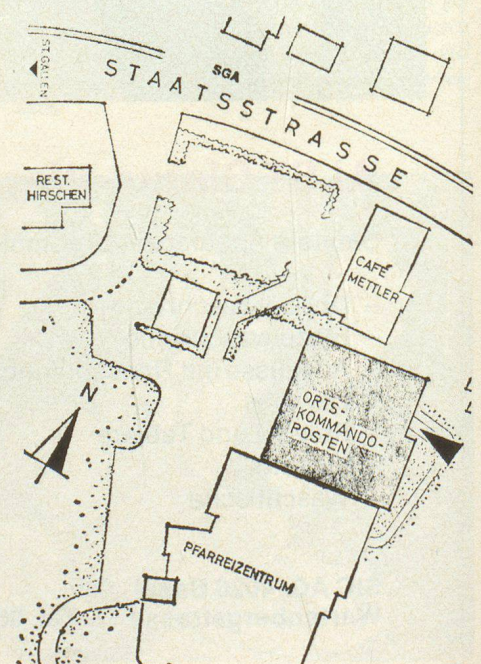 ST. GALLEN
SGA
STAATSSTRASSE
REST.
HIRSCHEN
CAFE
METTLER
N
ORTS-
KOMMANDO-
POSTEN
PFARREIZENTRUM